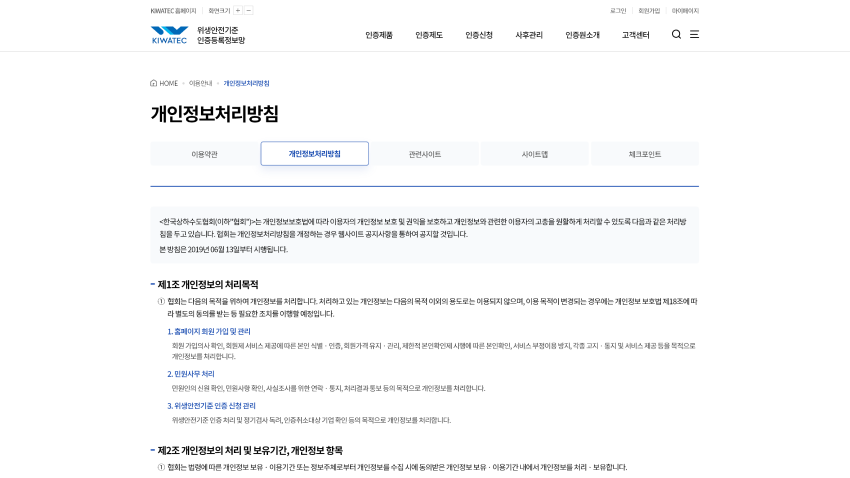 KIWATEC 홈페이지 화면크기 + −
로그인 회원가입 마이페이지
KIWATEC
위생안전기준
인증등록정보망
인증제품 인증제도 인증신청 사후관리 인증원소개 고객센터
HOME 이용안내 개인정보처리방침
개인정보처리방침
이용약관 개인정보처리방침 관련사이트 사이트맵 체크포인트
<한국상하수도협회(이하"협회")>는 개인정보보호법에 따라 이용자의 개인정보 보호 및 권익을 보호하고 개인정보와 관련한 이용자의 고충을 원활하게 처리할 수 있도록 다음과 같은 처리방
침을 두고 있습니다. 협회는 개인정보처리방침을 개정하는 경우 웹사이트 공지사항을 통하여 공지할 것입니다.
본 방침은 2019년 06월 13일부터 시행됩니다.
제1조 개인정보의 처리목적
① 협회는 다음의 목적을 위하여 개인정보를 처리합니다. 처리하고 있는 개인정보는 다음의 목적 이외의 용도로는 이용되지 않으며, 이용 목적이 변경되는 경우에는 개인정보 보호법 제18조에 따
라 별도의 동의를 받는 등 필요한 조치를 이행할 예정입니다.
1. 홈페이지 회원 가입 및 관리
회원 가입의사 확인, 회원제 서비스 제공에 따른 본인 식별ㆍ인증, 회원가격 유지ㆍ관리, 제한적 본인확인제 시행에 따른 본인확인, 서비스 부정이용 방지, 각종 고지ㆍ통지 및 서비스 제공 등을 목적으로
개인정보를 처리합니다.
2. 민원사무 처리
민원인의 신원 확인, 민원사항 확인, 사실조사를 위한 연락ㆍ통지, 처리결과 통보 등의 목적으로 개인정보를 처리합니다.
3. 위생안전기준 인증 신청 관리
위생안전기준 인증 처리 및 정기검사 독려, 인증취소대상 기업 확인 등의 목적으로 개인정보를 처리합니다.
제2조 개인정보의 처리 및 보유기간, 개인정보 항목
① 협회는 법령에 따른 개인정보 보유ㆍ이용기간 또는 정보주체로부터 개인정보를 수집 시에 동의받은 개인정보 보유ㆍ이용기간 내에서 개인정보를 처리ㆍ보유합니다.